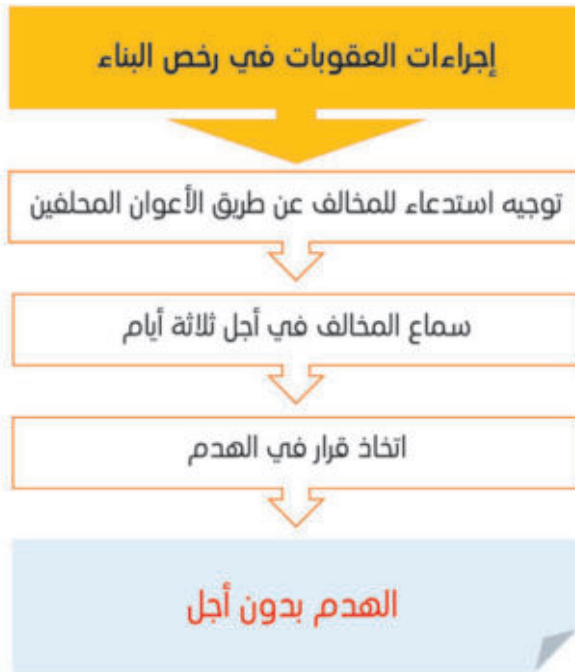 إجراءات العقوبات في رخص البناء
توجيه استدعاء للمخالف عن طريق الأعوان المحلفين
سماع المخالف في أجل ثلاثة أيام
اتخاذ قرار في الهدم
الهدم بدون أجل